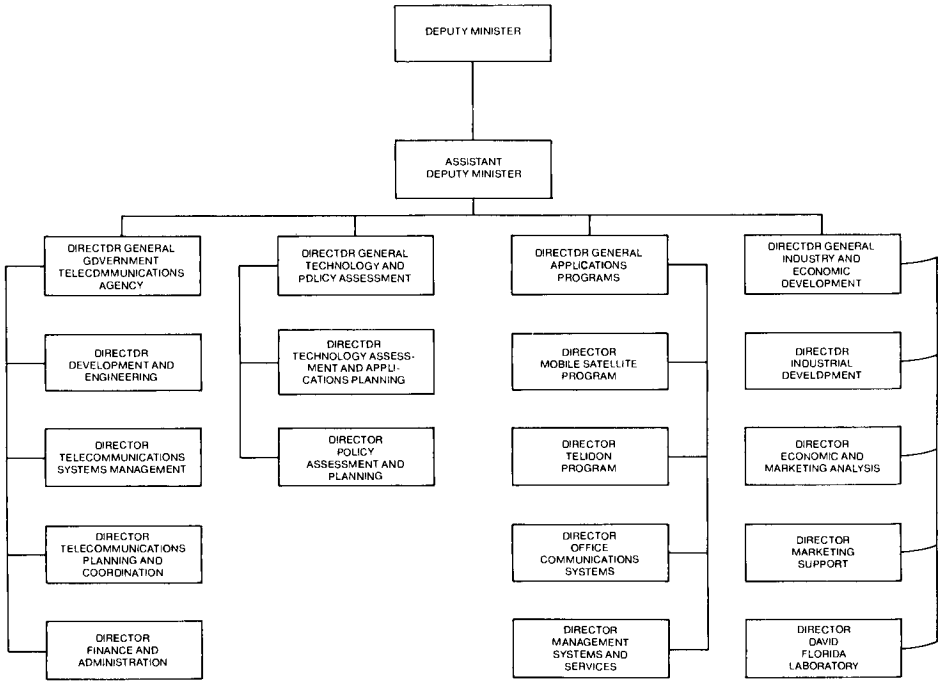 DEPUTY MINISTER
ASSISTANT
DEPUTY MINISTER
DIRECTDR GENERAL
GDVERNMENT
TELECDMMUNICATIONS
AGENCY
DIRECTDR GENERAL
TECHNOLOGY AND
PDLICY ASSESSMENT
DIRECTDR GENERAL
APPLICATIONS
PROGRAMS
DIRECTDR GENERAL
INDUSTRY AND
ECONOMIC
DEVELOPMENT
DIRECTDR
DEVELOPMENT AND
ENGINEERING
DIRECTDR
TECHNOLOGY ASSESS-
MENT AND APPLI-
CATIONS PLANNING
DIRECTOR
MOBILE SATELLITE
PROGRAM
DIRECTDR
INDUSTRIAL
DEVELDPMENT
DIRECTOR
TELECOMMUNICATIONS
SYSTEMS MANAGEMENT
DIRECTOR
POLICY
ASSESSMENT AND
PLANNING
DIRECTOR
TELIDON
PROGRAM
DIRECTOR
ECONOMIC AND
MARKETING ANALYSIS
DIRECTOR
TELECOMMUNICATIONS
PLANNING AND
COORDINATION
DIRECTOR
OFFICE
COMMUNICATIONS
SYSTEMS
DIRECTOR
MARKETING
SUPPORT
DIRECTOR
FINANCE AND
ADMINISTRATION
DIRECTOR
MANAGEMENT
SYSTEMS AND
SERVICES
DIRECTOR
DAVID
FLORIDA
LABORATORY